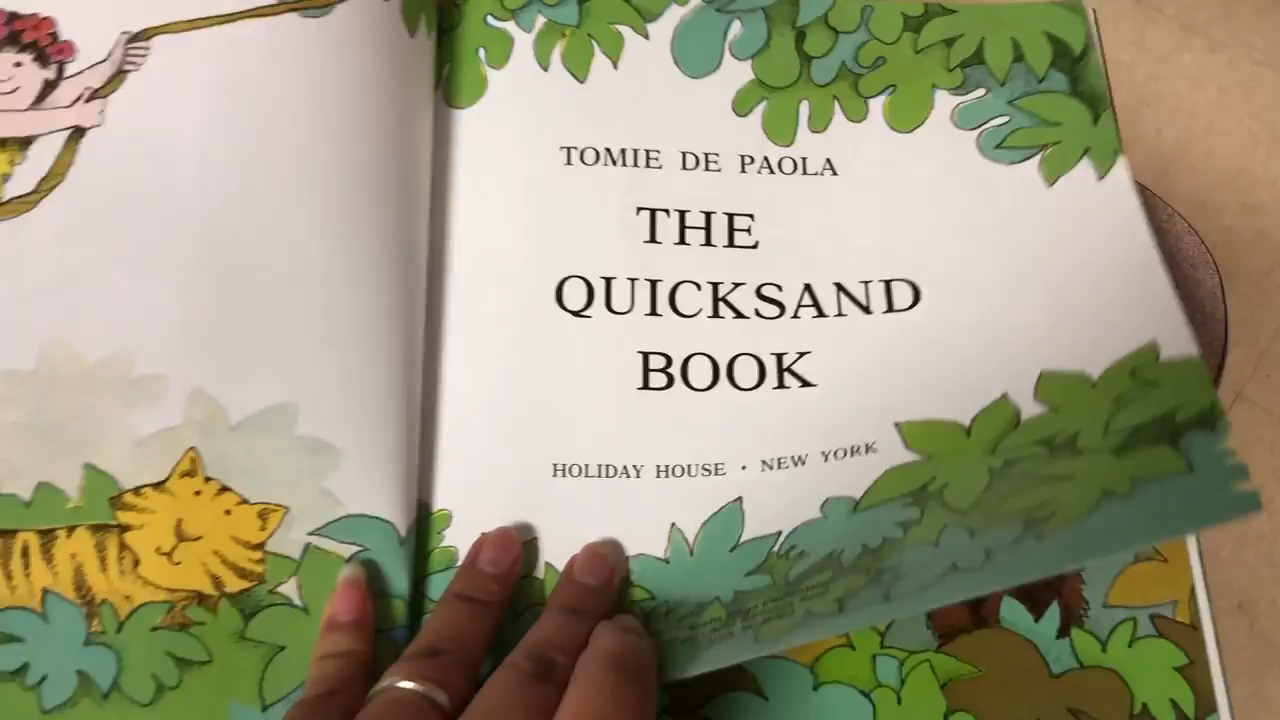 TOMIE DE PAOLA
THE
QUICKSAND
BOOK
HOLIDAY HOUSE • NEW YORK